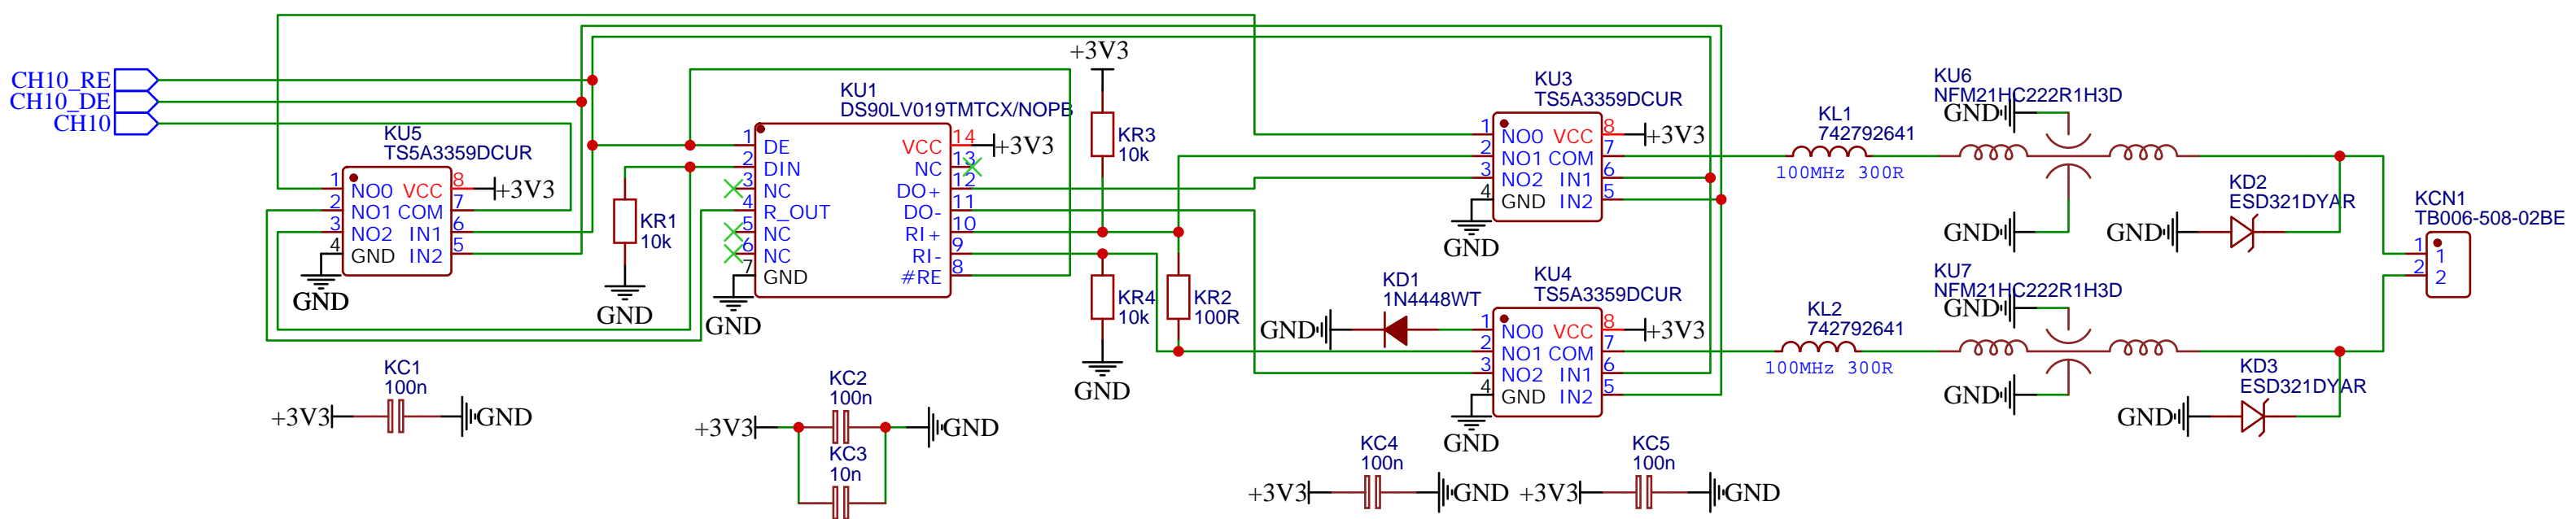 CH10_RE
CH10_DE
CH10
KU5
TS5A3359DCUR
1 NO0 VCC 8
2 NO1 COM 7
3 NO2 IN1 6
4 GND IN2 5
+3V3
GND
KR1
10k
GND
KU1
DS90LV019TMTCX/NOPB
1 DE VCC 14
2 DIN NC 13
3 NC DO+ 12
4 R_OUT DO- 11
5 NC RI+ 10
6 NC RI- 9
7 GND #RE 8
+3V3
GND
+3V3
KR3
10k
KR4
10k
GND
KR2
100R
KU3
TS5A3359DCUR
1 NO0 VCC 8
2 NO1 COM 7
3 NO2 IN1 6
4 GND IN2 5
+3V3
GND
KD1
1N4448WT
GND
KU4
TS5A3359DCUR
1 NO0 VCC 8
2 NO1 COM 7
3 NO2 IN1 6
4 GND IN2 5
+3V3
GND
KL1
742792641
100MHz 300R
KL2
742792641
100MHz 300R
KU6
NFM21HC222R1H3D
GND
GND
KU7
NFM21HC222R1H3D
GND
GND
KD2
ESD321DYAR
GND
KD3
ESD321DYAR
GND
KCN1
TB006-508-02BE
1 1
2 2
KC1
100n
+3V3 GND
KC2
100n
+3V3 GND
KC3
10n
KC4
100n
+3V3 GND
KC5
100n
+3V3 GND